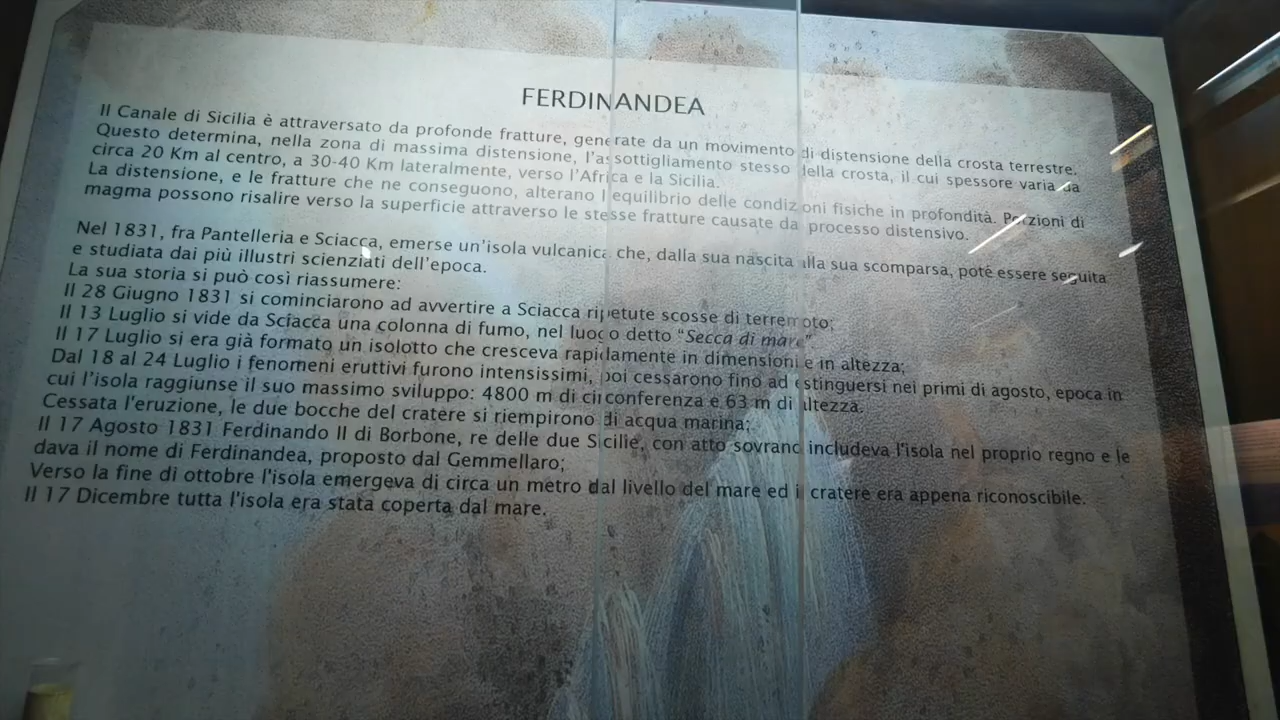 FERDINANDEA
Il Canale di Sicilia è attraversato da profonde fratture, generate da un movimento di distensione della crosta terrestre.
Questo determina, nella zona di massima distensione, l'assottigliamento stesso della crosta, il cui spessore varia da
circa 20 Km al centro, a 30-40 Km lateralmente, verso l'Africa e la Sicilia.
La distensione, e le fratture che ne conseguono, alterano l'equilibrio delle condizioni fisiche in profondità. Porzioni di
magma possono risalire verso la superficie attraverso le stesse fratture causate da processo distensivo.
Nel 1831, fra Pantelleria e Sciacca, emerse un'isola vulcanica che, dalla sua nascita alla sua scomparsa, poté essere seguita
e studiata dai più illustri scienziati dell'epoca.
La sua storia si può così riassumere:
Il 28 Giugno 1831 si cominciarono ad avvertire a Sciacca ripetute scosse di terremoto;
Il 13 Luglio si vide da Sciacca una colonna di fumo, nel luogo detto "Secca di mare"
Il 17 Luglio si era già formato un isolotto che cresceva rapidamente in dimensioni e in altezza;
Dal 18 al 24 Luglio i fenomeni eruttivi furono intensissimi, poi cessarono fino ad estinguersi nei primi di agosto, epoca in
cui l'isola raggiunse il suo massimo sviluppo: 4800 m di circonferenza e 63 m di altezza.
Cessata l'eruzione, le due bocche del cratere si riempirono di acqua marina;
Il 17 Agosto 1831 Ferdinando II di Borbone, re delle due Sicilie, con atto sovrano includeva l'isola nel proprio regno e le
dava il nome di Ferdinandea, proposto dal Gemmellaro;
Verso la fine di ottobre l'isola emergeva di circa un metro dal livello del mare ed il cratere era appena riconoscibile.
Il 17 Dicembre tutta l'isola era stata coperta dal mare.